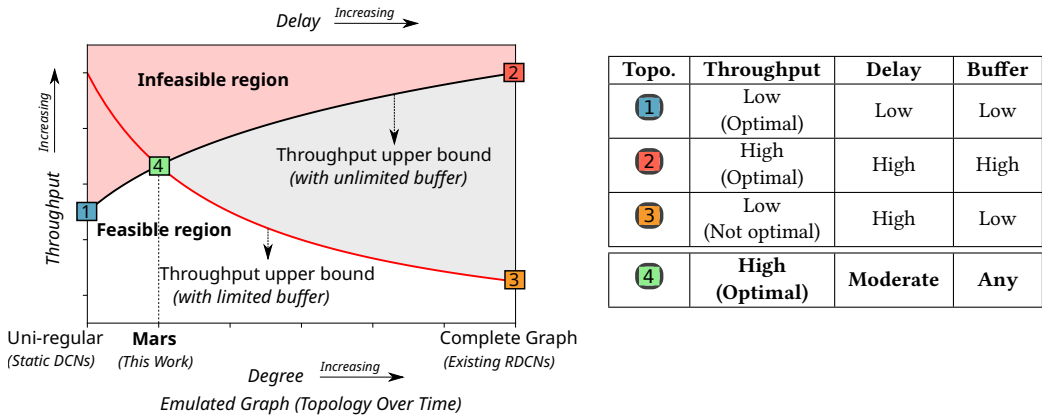 Delay Increasing
Infeasible region
2
Increasing
Throughput
4
Throughput upper bound
(with unlimited buffer)
1
Feasible region
Throughput upper bound
(with limited buffer)
3
Uni-regular
(Static DCNs)
Mars
(This Work)
Complete Graph
(Existing RDCNs)
Degree Increasing
Emulated Graph (Topology Over Time)
Topo. Throughput Delay Buffer
1 Low (Optimal) Low Low
2 High (Optimal) High High
3 Low (Not optimal) High Low
4 High (Optimal) Moderate Any